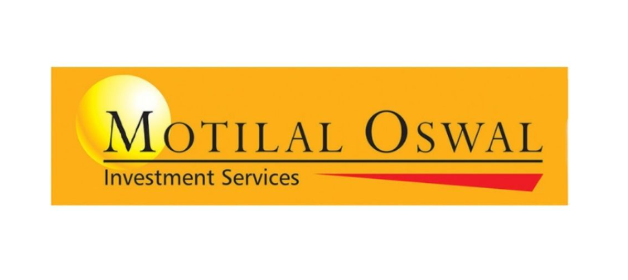 MOTILAL OSWAL
Investment Services